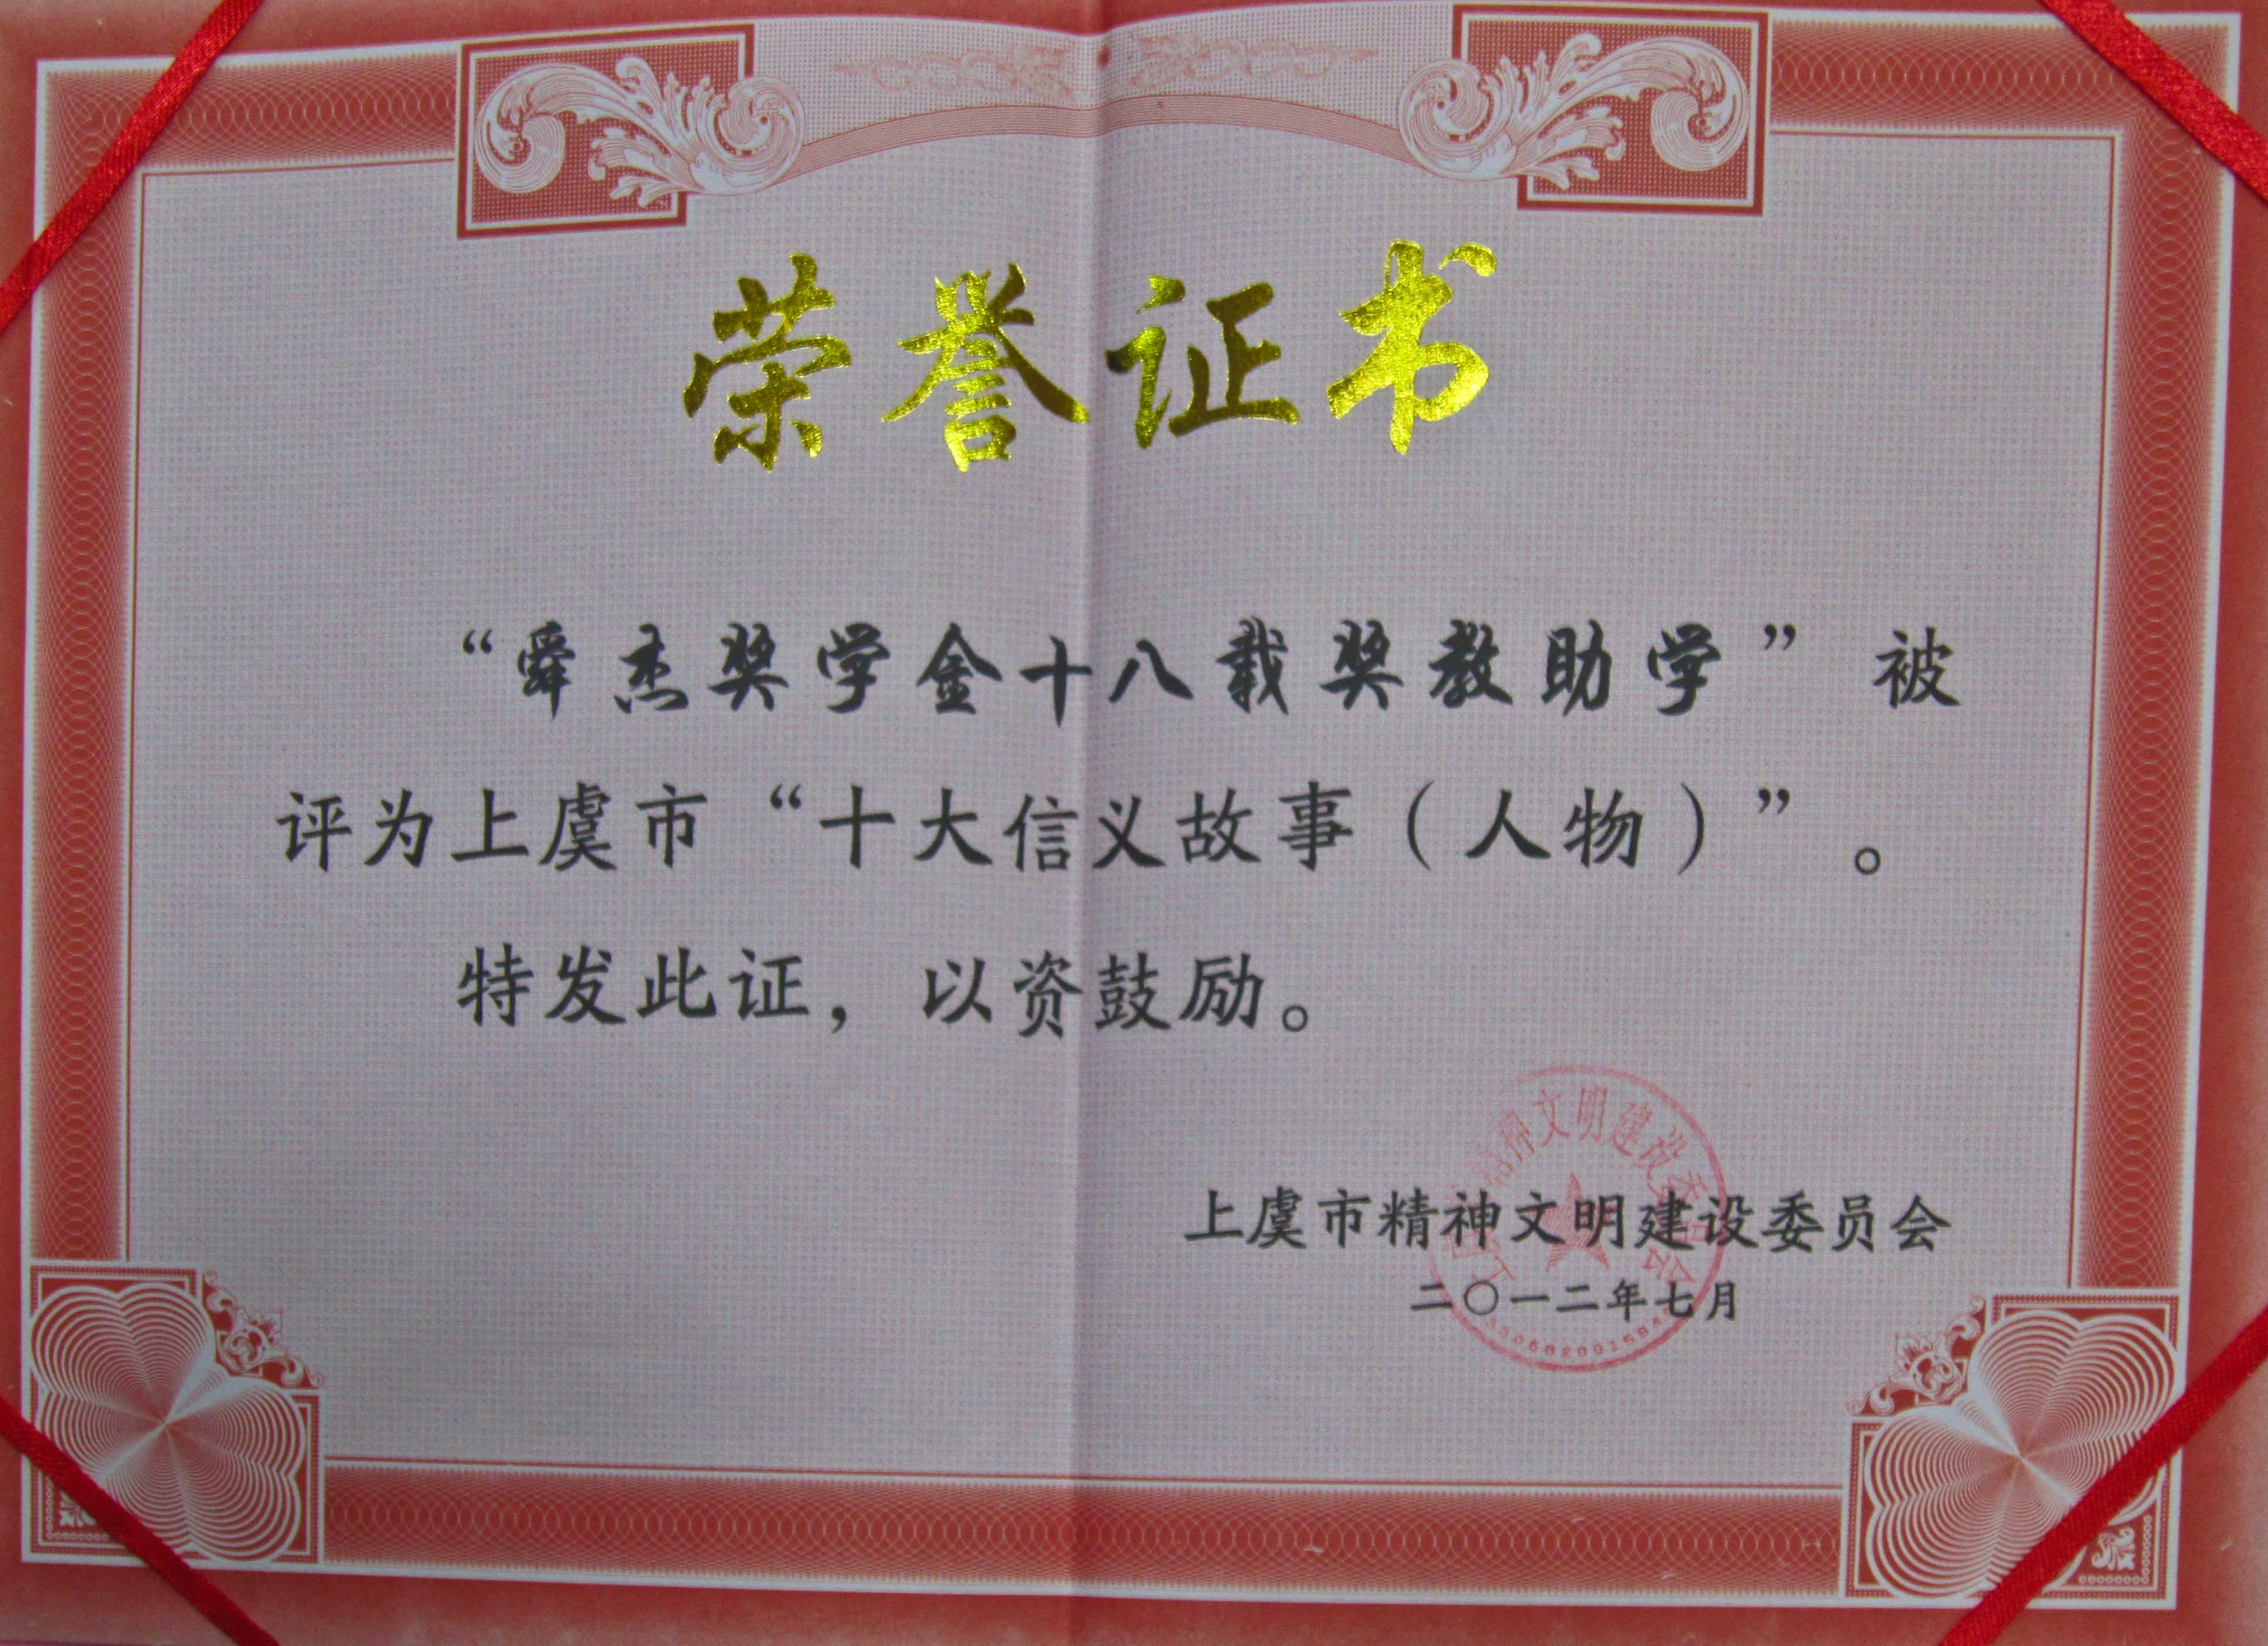 荣誉证书
“舜杰奖学金十八载奖教助学”被
评为上虞市“十大信义故事（人物）”。
特发此证，以资鼓励。
上虞市精神文明建设委员会
二〇一二年七月